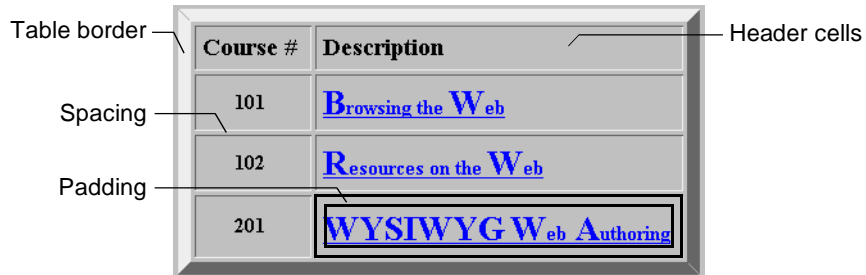 Table border
Course # Description
Header cells
101 Browsing the Web
Spacing
102 Resources on the Web
Padding
201 WYSIWYG Web Authoring